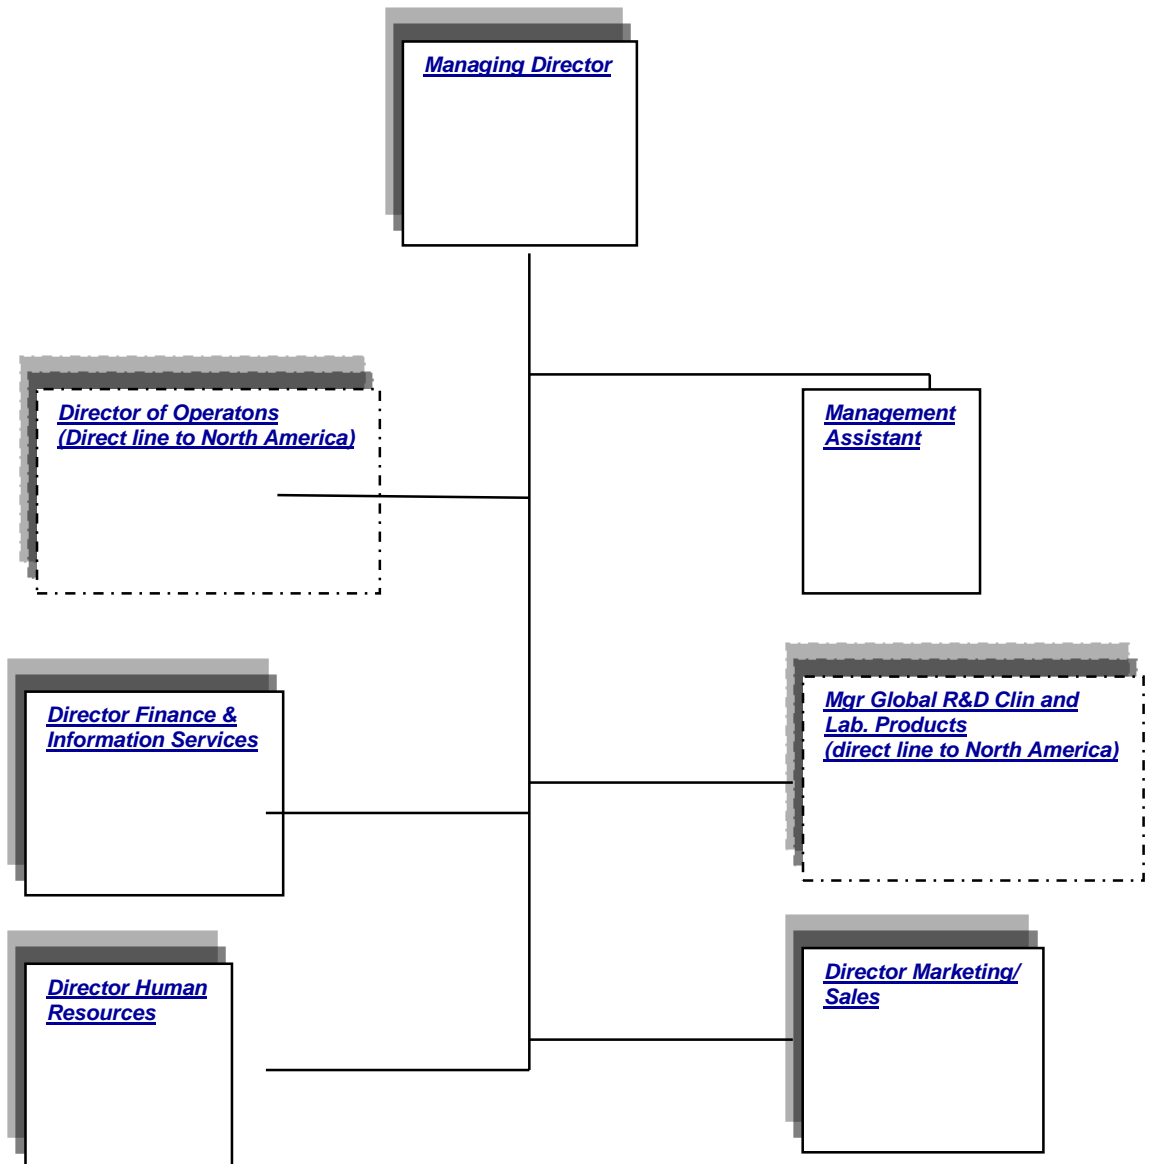 Managing Director
Director of Operatons
(Direct line to North America)
Management
Assistant
Director Finance &
Information Services
Mgr Global R&D Clin and
Lab. Products
(direct line to North America)
Director Human
Resources
Director Marketing/
Sales